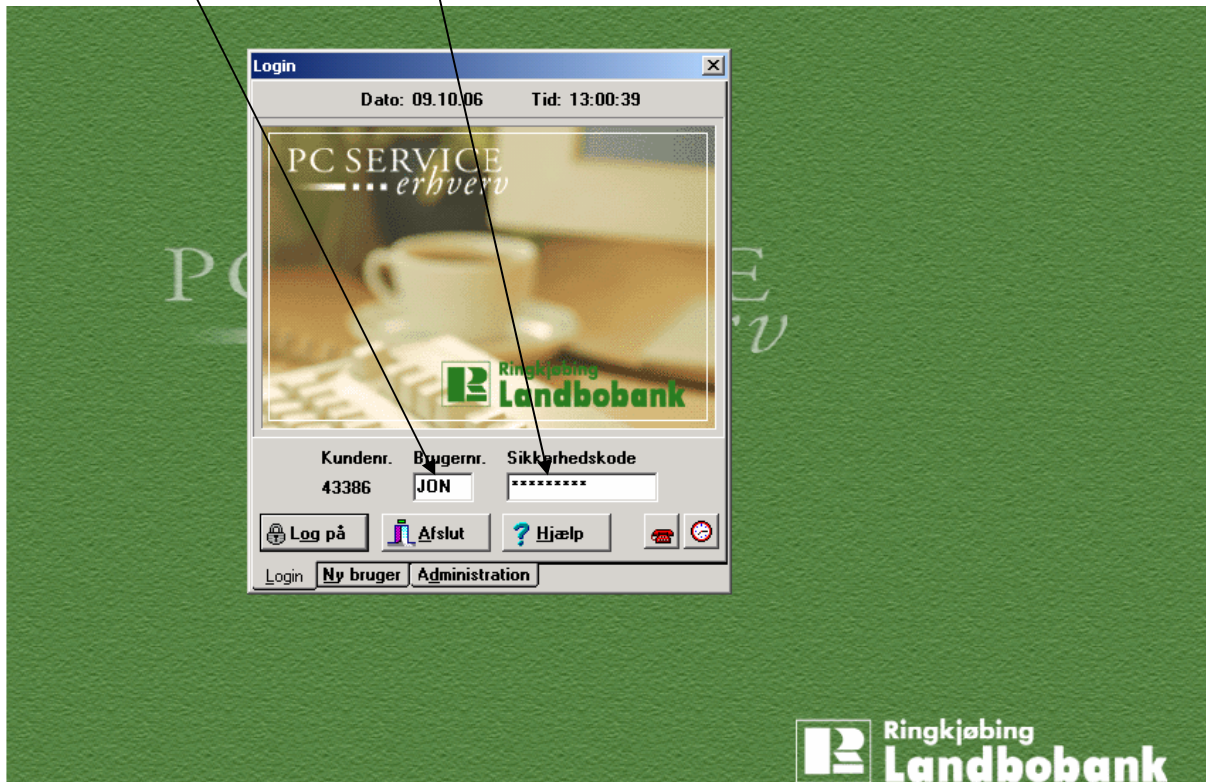 Login
Dato: 09.10.06 Tid: 13:00:39
PC SERVICE
erhverv
Ringkjøbing
Landbobank
Kundenr. Brugernr. Sikkerhedskode
43386 JON *********
Log på Afslut Hjælp
Login Ny bruger Administration
Ringkjøbing
Landbobank